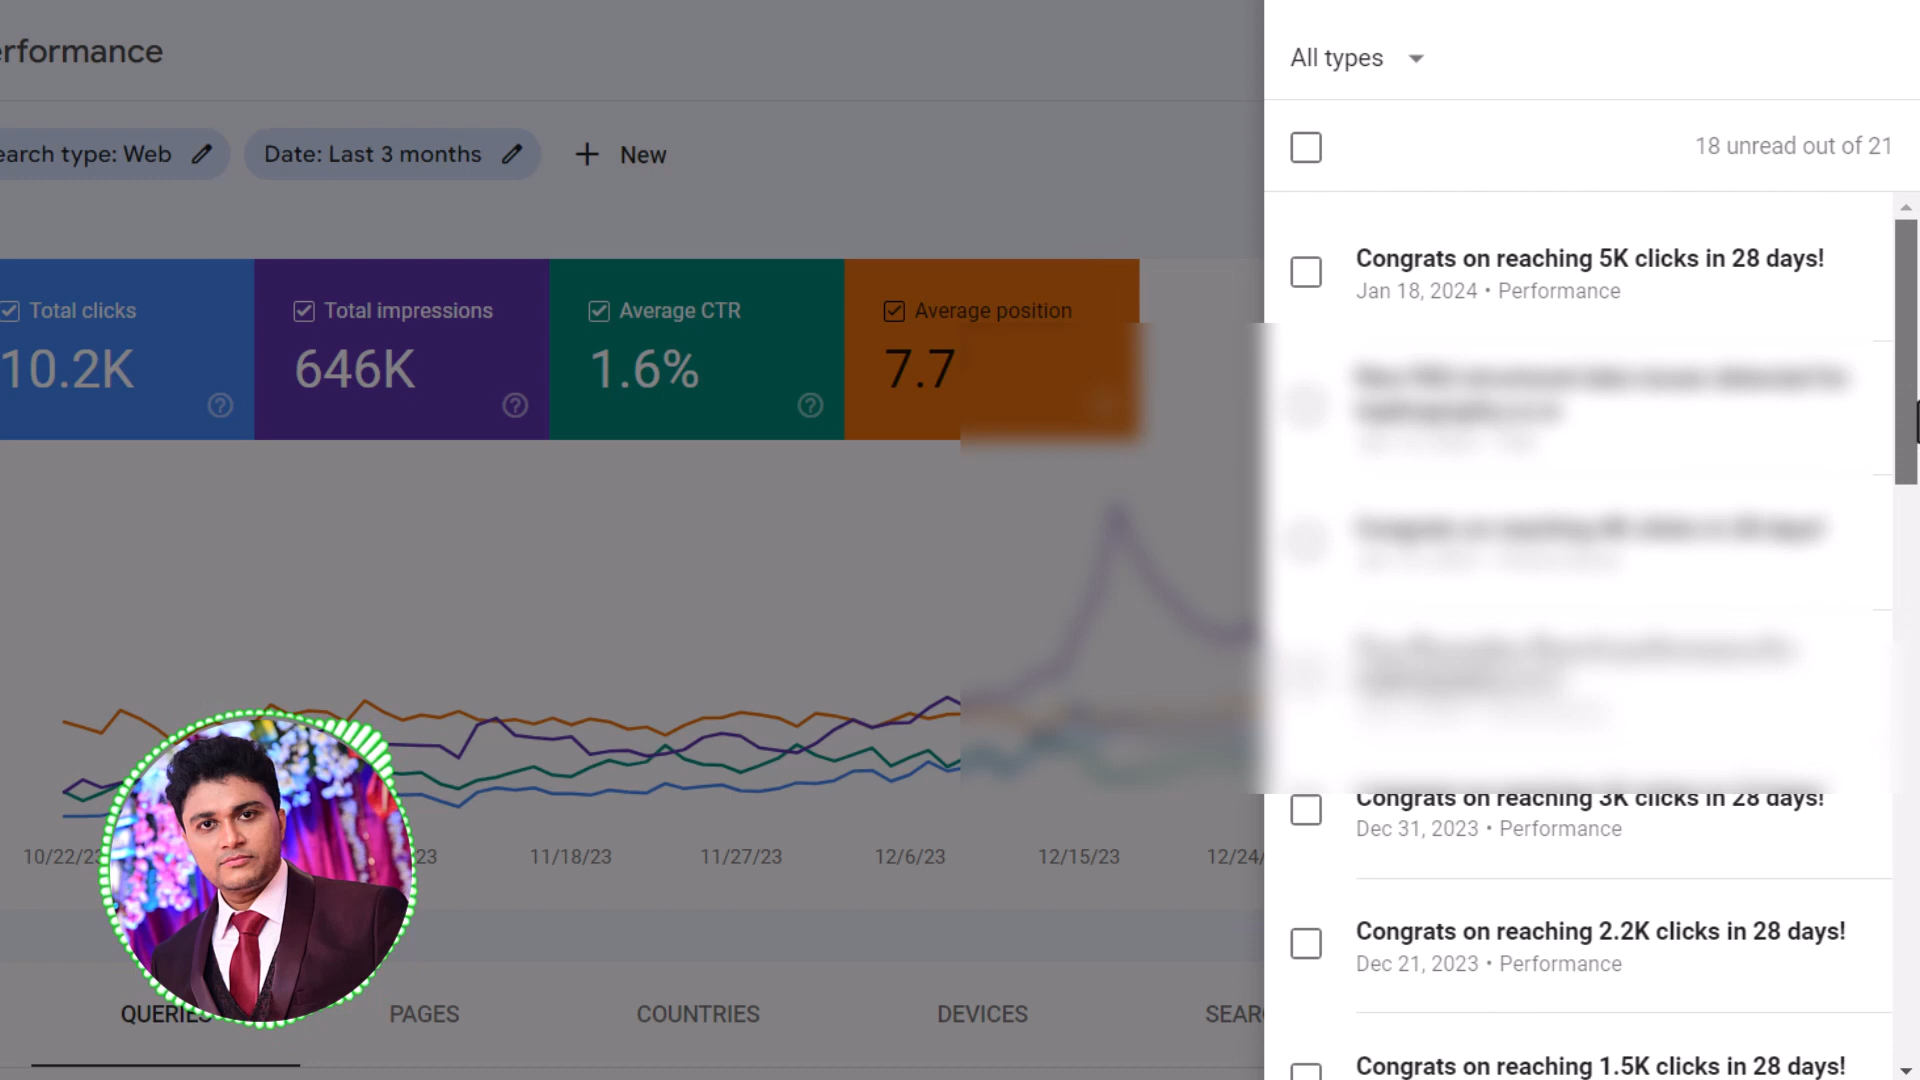 erformance
All types
earch type: Web
Date: Last 3 months
+ New
18 unread out of 21
Total clicks
10.2K
Total impressions
646K
Average CTR
1.6%
Average position
7.7
Congrats on reaching 5K clicks in 28 days!
Jan 18, 2024 • Performance
Congrats on reaching 3K clicks in 28 days!
Dec 31, 2023 • Performance
10/22/23
23
11/18/23
11/27/23
12/6/23
12/15/23
12/24/
Congrats on reaching 2.2K clicks in 28 days!
Dec 21, 2023 • Performance
QUERIES
PAGES
COUNTRIES
DEVICES
SEAR
Congrats on reaching 1.5K clicks in 28 days!